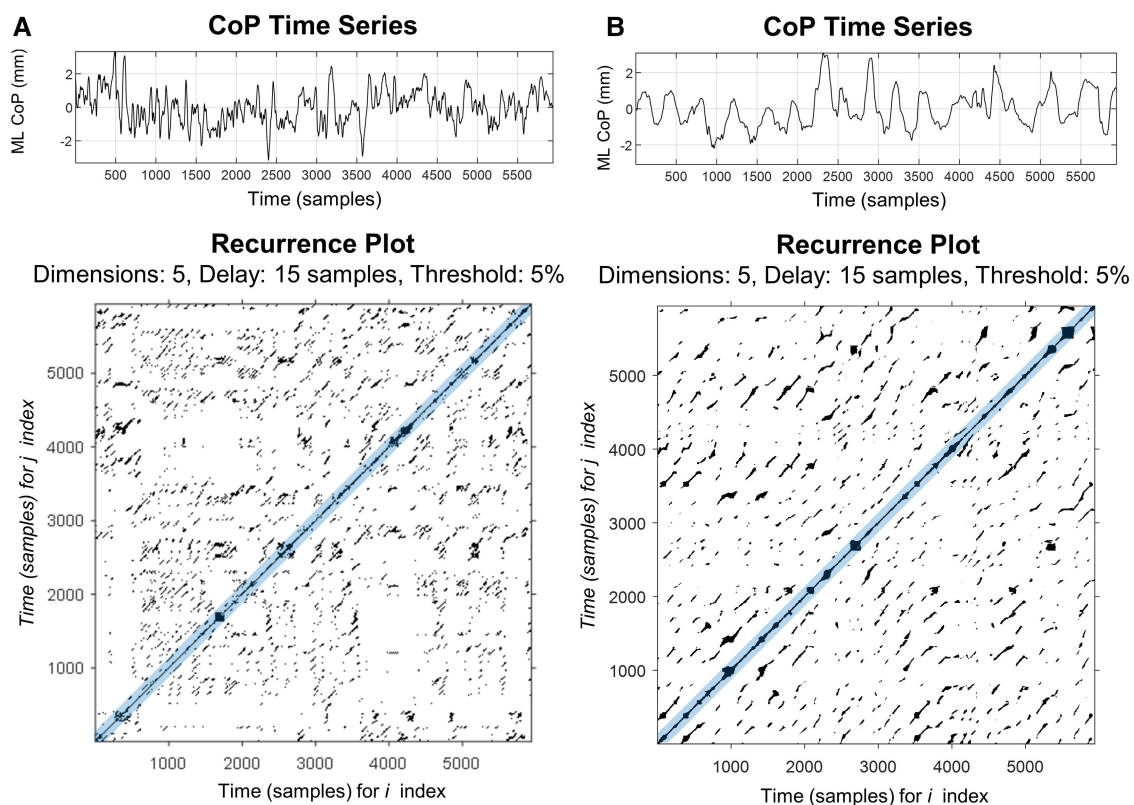 A
CoP Time Series
ML CoP (mm)
2
0
-2
500 1000 1500 2000 2500 3000 3500 4000 4500 5000 5500
Time (samples)
Recurrence Plot
Dimensions: 5, Delay: 15 samples, Threshold: 5%
Time (samples) for j index
5000
4000
3000
2000
1000
1000 2000 3000 4000 5000
Time (samples) for i index
B
CoP Time Series
ML CoP (mm)
2
0
-2
500 1000 1500 2000 2500 3000 3500 4000 4500 5000 5500
Time (samples)
Recurrence Plot
Dimensions: 5, Delay: 15 samples, Threshold: 5%
Time (samples) for j index
5000
4000
3000
2000
1000
1000 2000 3000 4000 5000
Time (samples) for i index